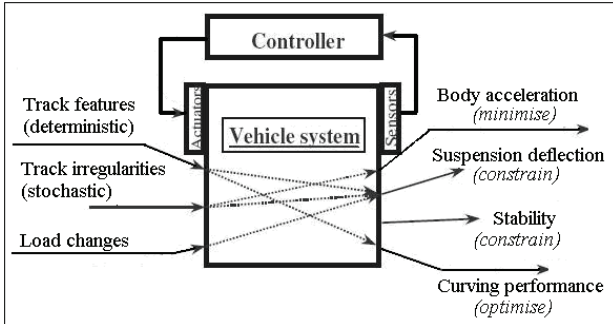 Controller
Actuators
Vehicle system
Sensors
Track features
(deterministic)
Track irregularities
(stochastic)
Load changes
Body acceleration
(minimise)
Suspension deflection
(constrain)
Stability
(constrain)
Curving performance
(optimise)